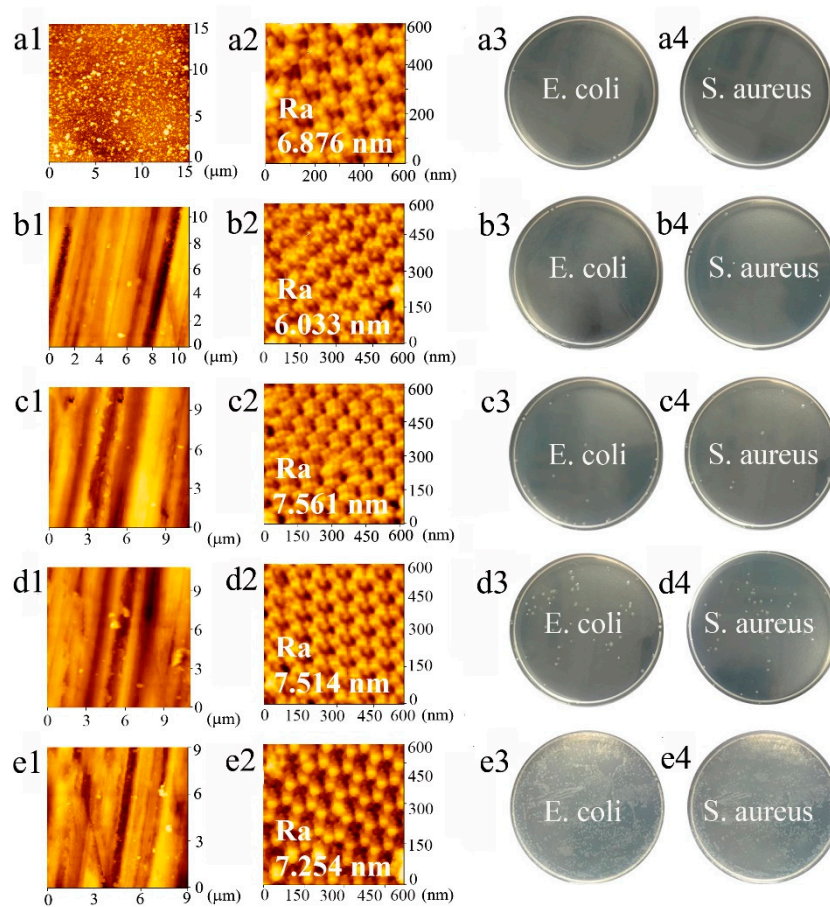 a1
15
10
5
0
0 5 10 15 (μm)
a2
Ra
6.876 nm
600
400
200
0
0 200 400 600 (nm)
a3
E. coli
a4
S. aureus
b1
10
8
6
4
2
0
0 2 4 6 8 10 (μm)
b2
Ra
6.033 nm
600
450
300
150
0
0 150 300 450 600 (nm)
b3
E. coli
b4
S. aureus
c1
9
6
3
0
0 3 6 9 (μm)
c2
Ra
7.561 nm
600
450
300
150
0
0 150 300 450 600 (nm)
c3
E. coli
c4
S. aureus
d1
9
6
3
0
0 3 6 9 (μm)
d2
Ra
7.514 nm
600
450
300
150
0
0 150 300 450 600 (nm)
d3
E. coli
d4
S. aureus
e1
9
6
3
0
0 3 6 9 (μm)
e2
Ra
7.254 nm
600
450
300
150
0
0 150 300 450 600 (nm)
e3
E. coli
e4
S. aureus